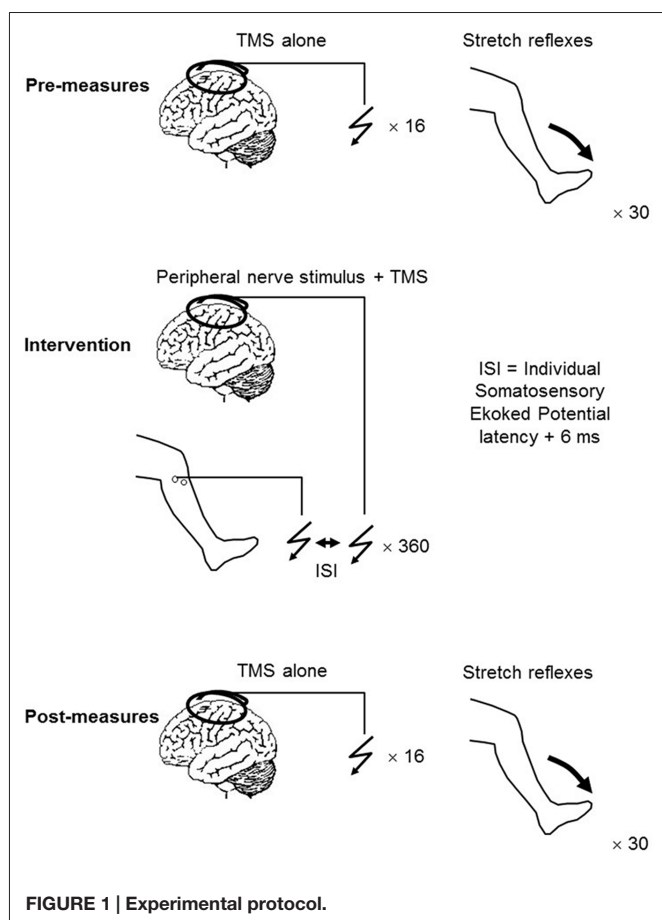 TMS alone
Stretch reflexes
Pre-measures
× 16
× 30
Peripheral nerve stimulus + TMS
Intervention
ISI = Individual
Somatosensory
Ekoked Potential
latency + 6 ms
× 360
ISI
TMS alone
Stretch reflexes
Post-measures
× 16
× 30
FIGURE 1 | Experimental protocol.